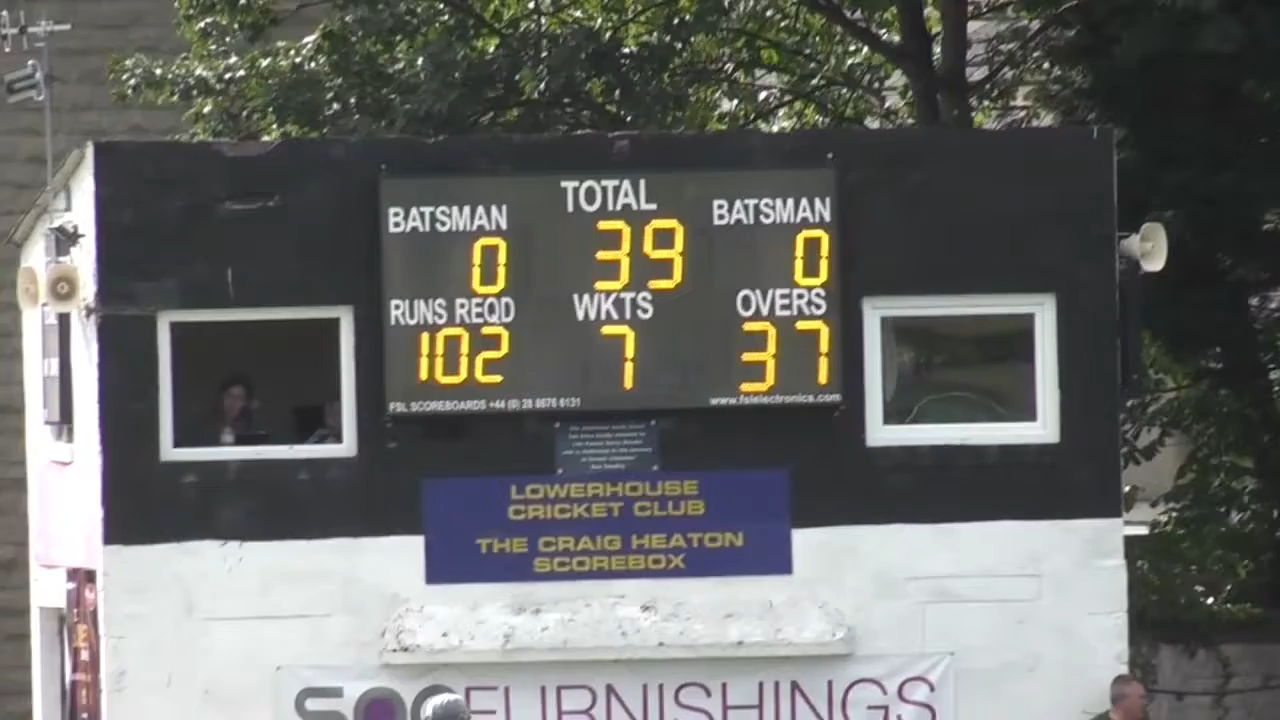 TOTAL
BATSMAN BATSMAN
0 39 0
RUNS REQD WKTS OVERS
102 7 37
FSL SCOREBOARDS +44 (0) 28 8676 6131 www.fslelectronics.com
LOWERHOUSE
CRICKET CLUB
THE CRAIG HEATON
SCOREBOX
FURNISHINGS